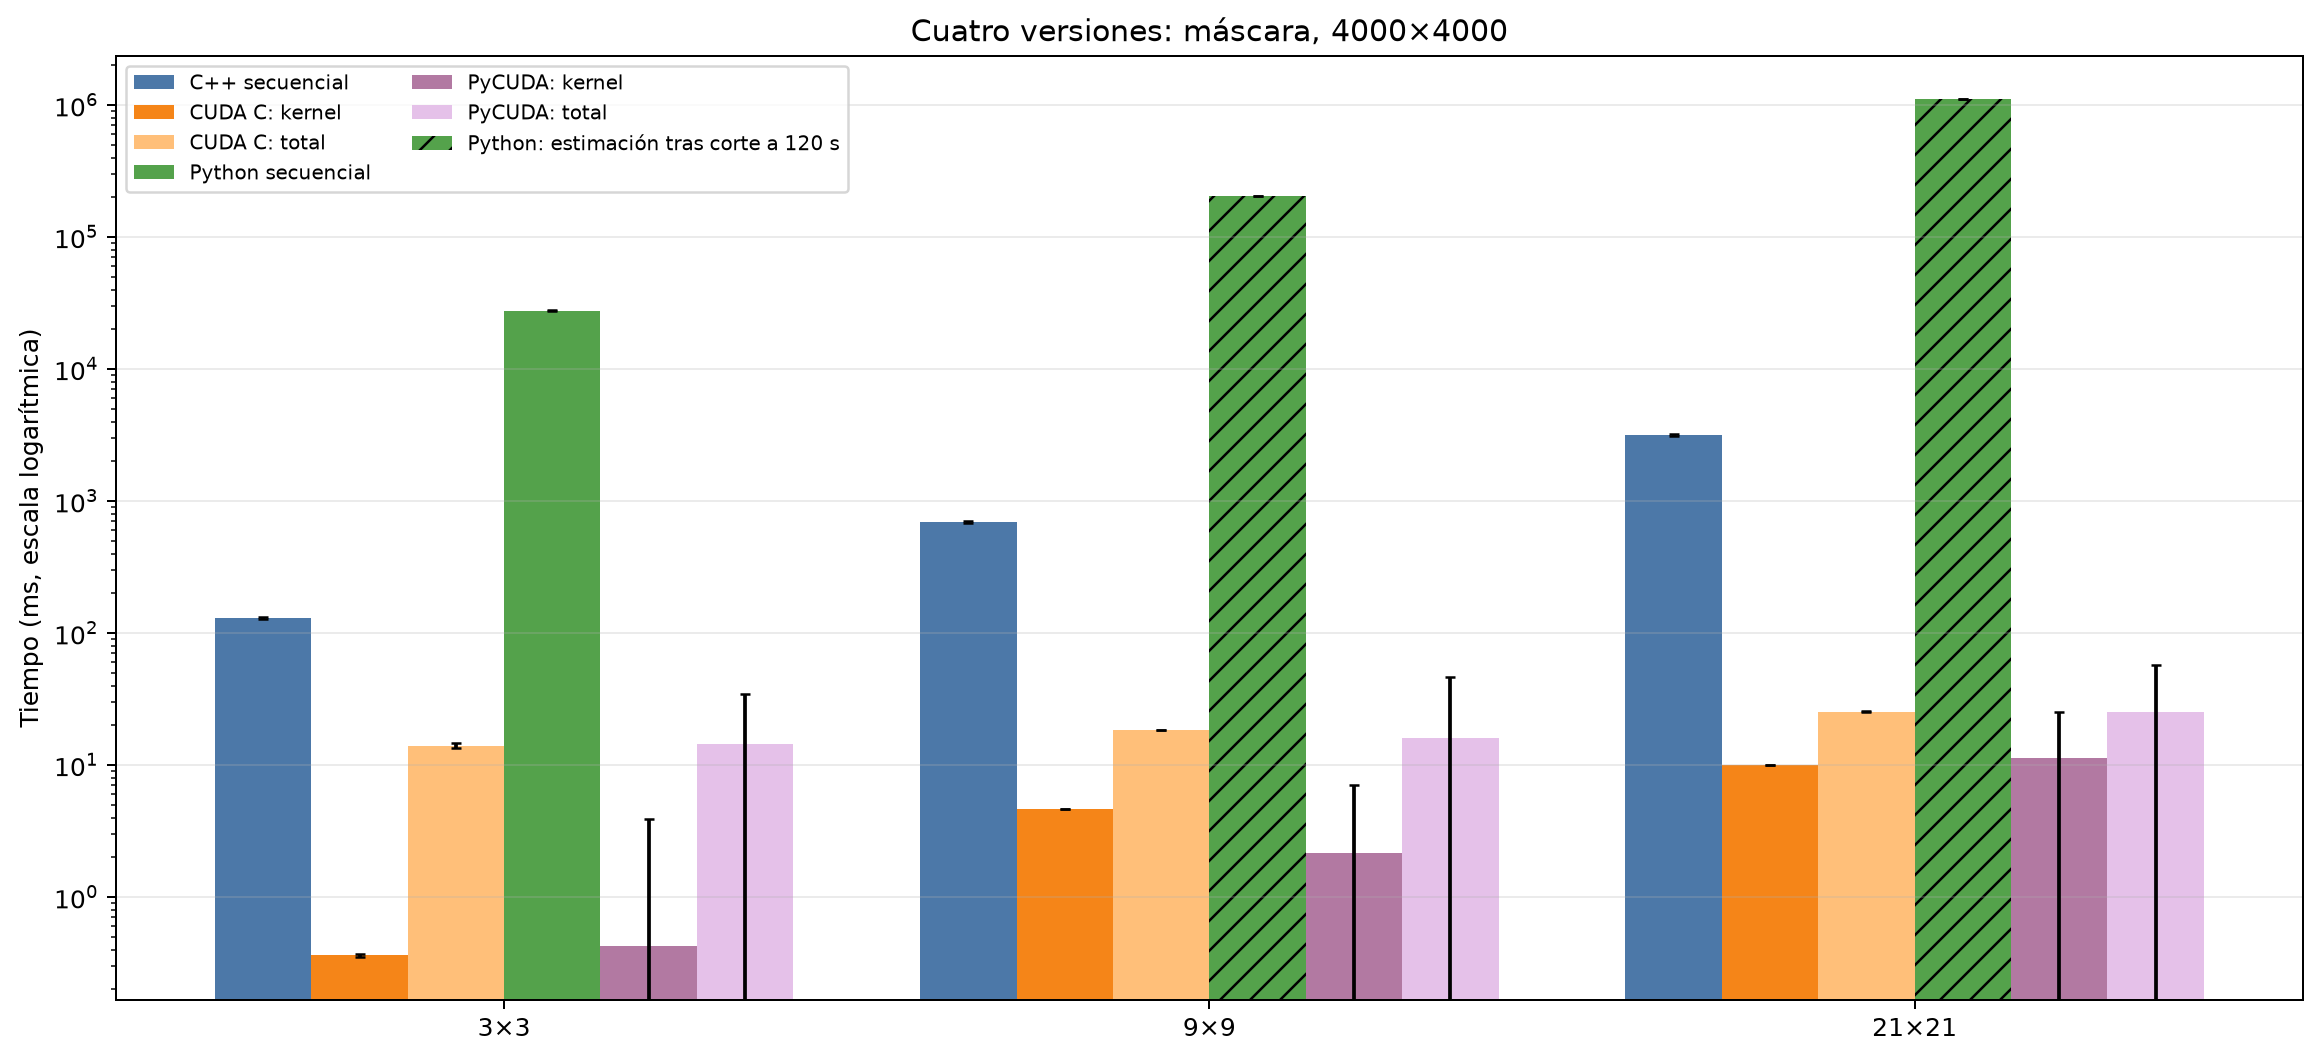 Cuatro versiones: máscara, 4000×4000
C++ secuencial
CUDA C: kernel
CUDA C: total
Python secuencial
PyCUDA: kernel
PyCUDA: total
Python: estimación tras corte a 120 s
Tiempo (ms, escala logarítmica)
10⁶
10⁵
10⁴
10³
10²
10¹
10⁰
3×3
9×9
21×21